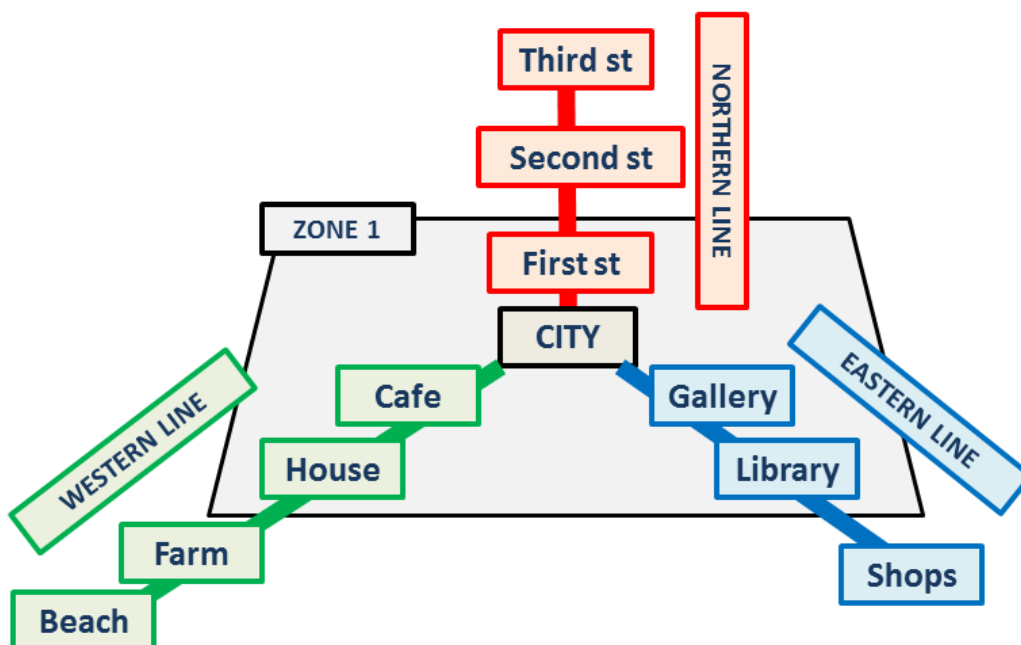 Third st
NORTHERN LINE
Second st
ZONE 1
First st
CITY
Cafe
Gallery
EASTERN LINE
WESTERN LINE
House
Library
Farm
Shops
Beach